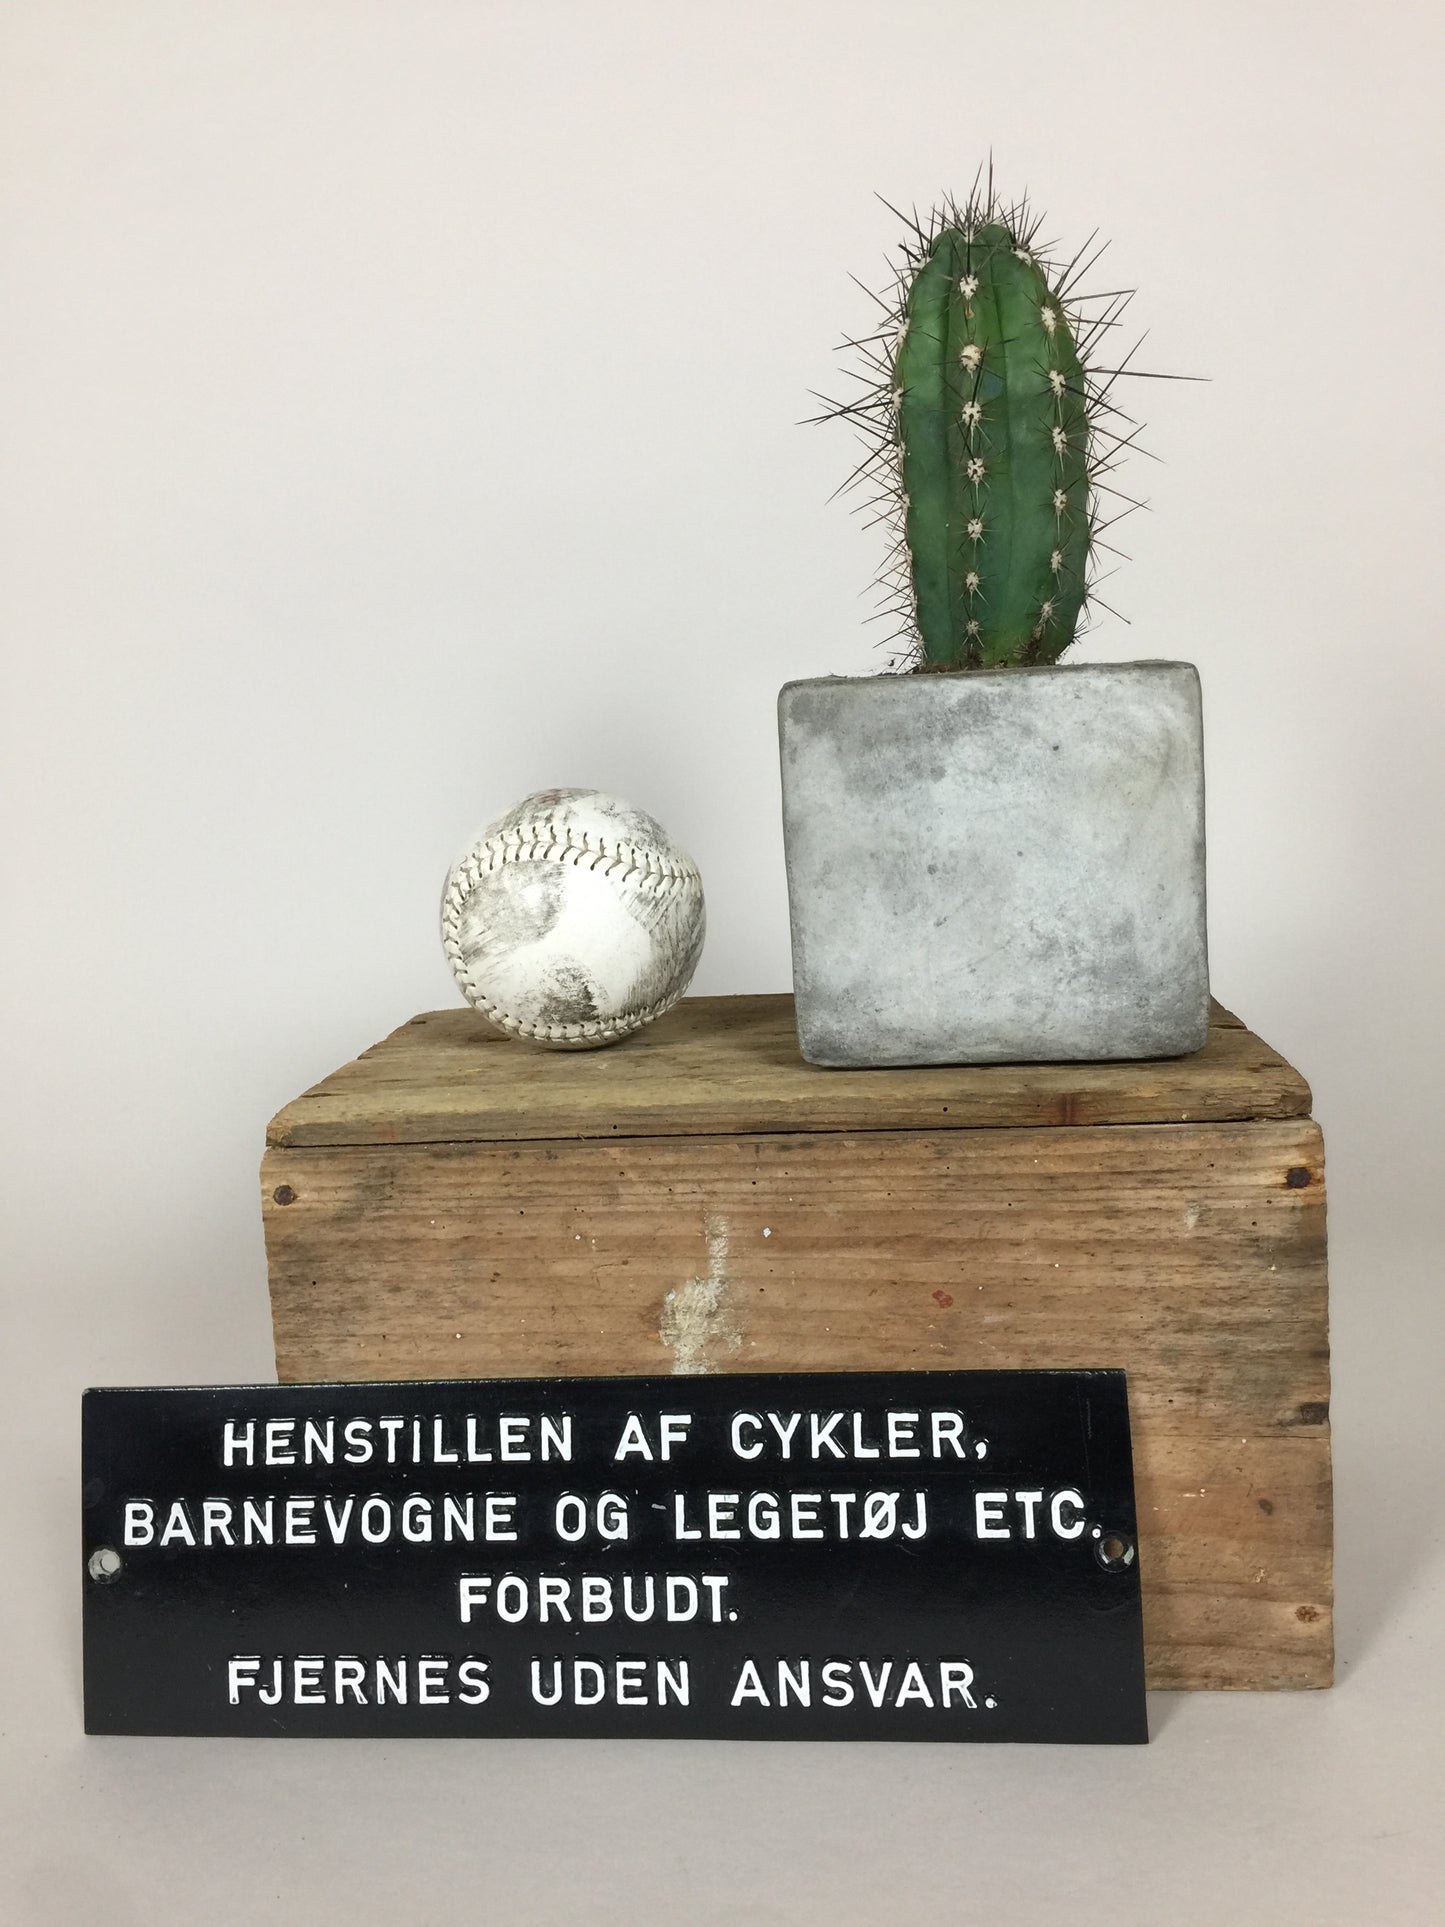 HENSTILLEN AF CYKLER,
BARNEVOGNE OG LEGETØJ ETC.
FORBUDT.
FJERNES UDEN ANSVAR.